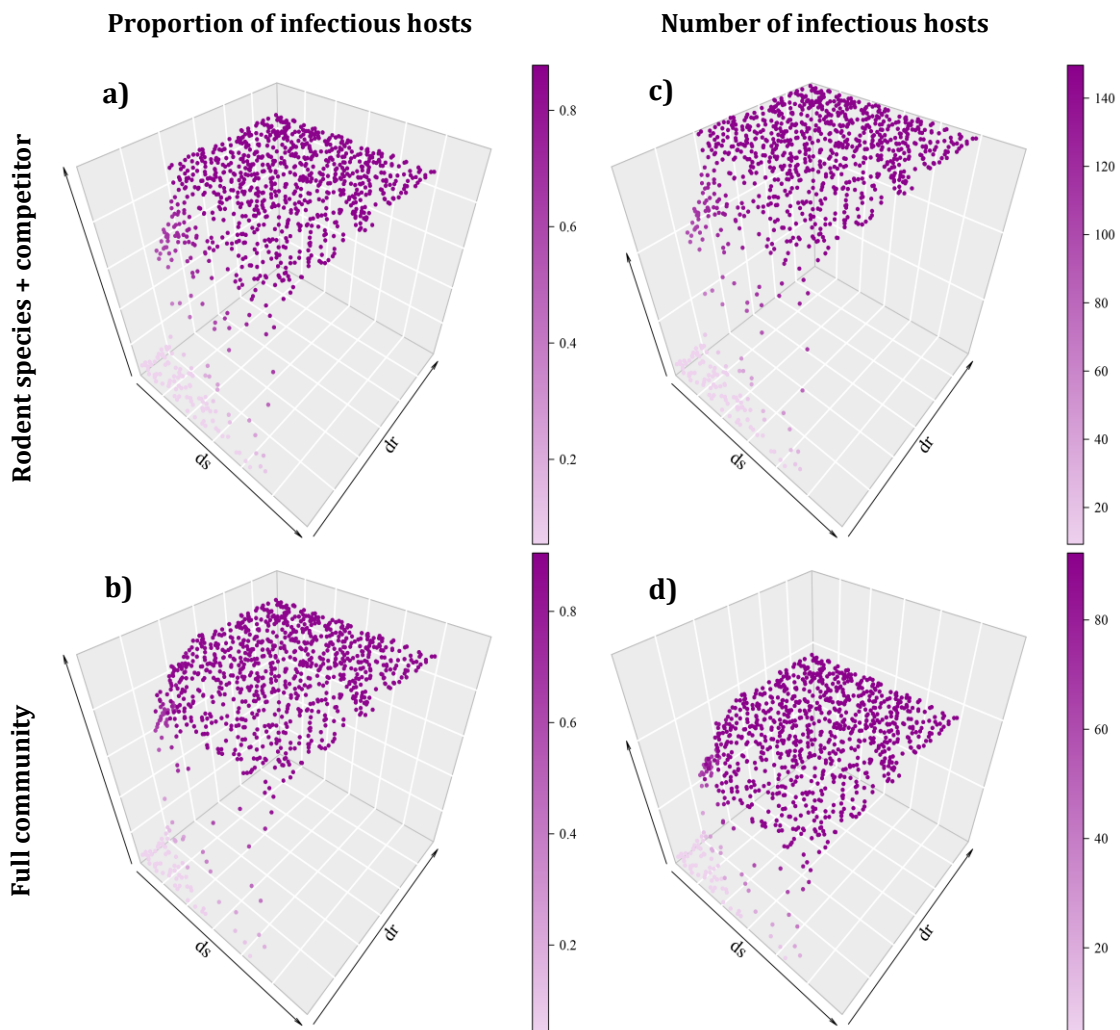 Proportion of infectious hosts
Number of infectious hosts
Rodent species + competitor
a)
ds
dr
0.8
0.6
0.4
0.2
c)
ds
dr
140
120
100
80
60
40
20
Full community
b)
ds
dr
0.8
0.6
0.4
0.2
d)
ds
dr
80
60
40
20